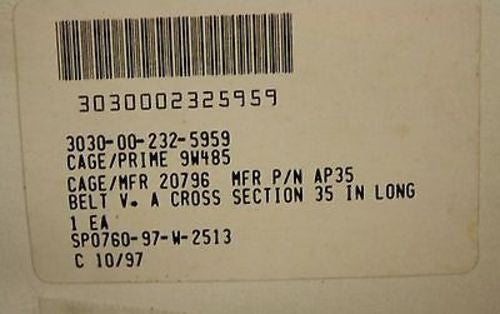 3030002325959
3030-00-232-5959
CAGE/PRIME 9W485
CAGE/MFR 20796 MFR P/N AP35
BELT V. A CROSS SECTION 35 IN LONG
1 EA
SP0760-97-W-2513
C 10/97